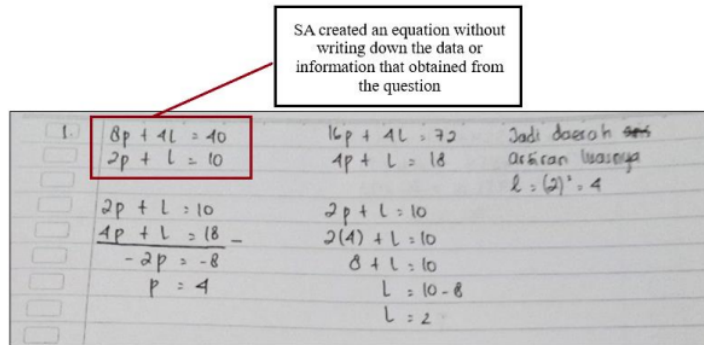 SA created an equation without
writing down the data or
information that obtained from
the question
1.
8p + 4l = 40
2p + l = 10
2p + l = 10
4p + l = 18 -
-2p = -8
p = 4
16p + 4l = 72
4p + l = 18
2p + l = 10
2(4) + l = 10
8 + l = 10
l = 10 - 8
l = 2
Jadi daerah
arsiran luasnya
l = (2)² = 4